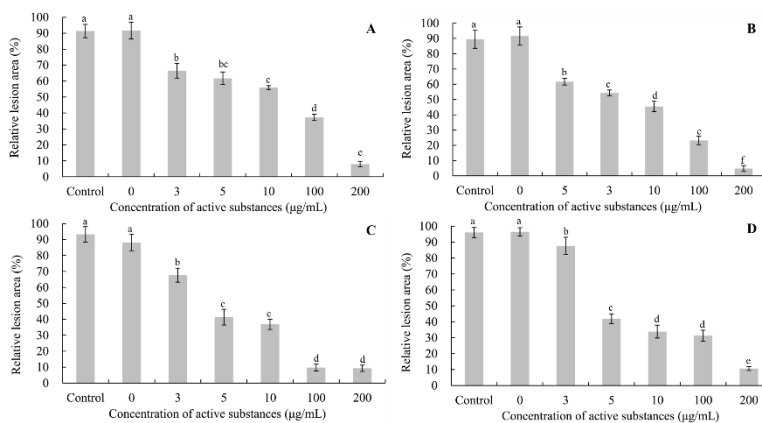 A
Relative lesion area (%)
100
90
80
70
60
50
40
30
20
10
0
a
a
b
bc
c
d
e
Control 0 3 5 10 100 200
Concentration of active substances (μg/mL)
B
Relative lesion area (%)
100
90
80
70
60
50
40
30
20
10
0
a
a
b
c
d
e
f
Control 0 5 3 10 100 200
Concentration of active substances (μg/mL)
C
Relative lesion area (%)
100
90
80
70
60
50
40
30
20
10
0
a
a
b
c
c
d
d
Control 0 3 5 10 100 200
Concentration of active substances (μg/mL)
D
Relative lesion area (%)
100
90
80
70
60
50
40
30
20
10
0
a
a
b
c
d
d
e
Control 0 3 5 10 100 200
Concentration of active substances (μg/mL)